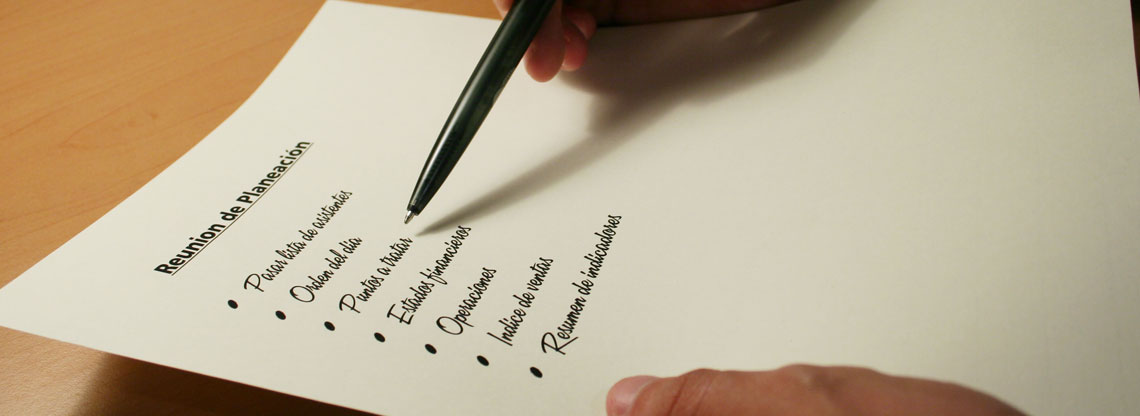 Reunion de Planeación
• Pasar lista de asistentes
• Orden del día
• Puntos a tratar
• Estados financieros
• Operaciones
• Indice de ventas
• Resumen de indicadores